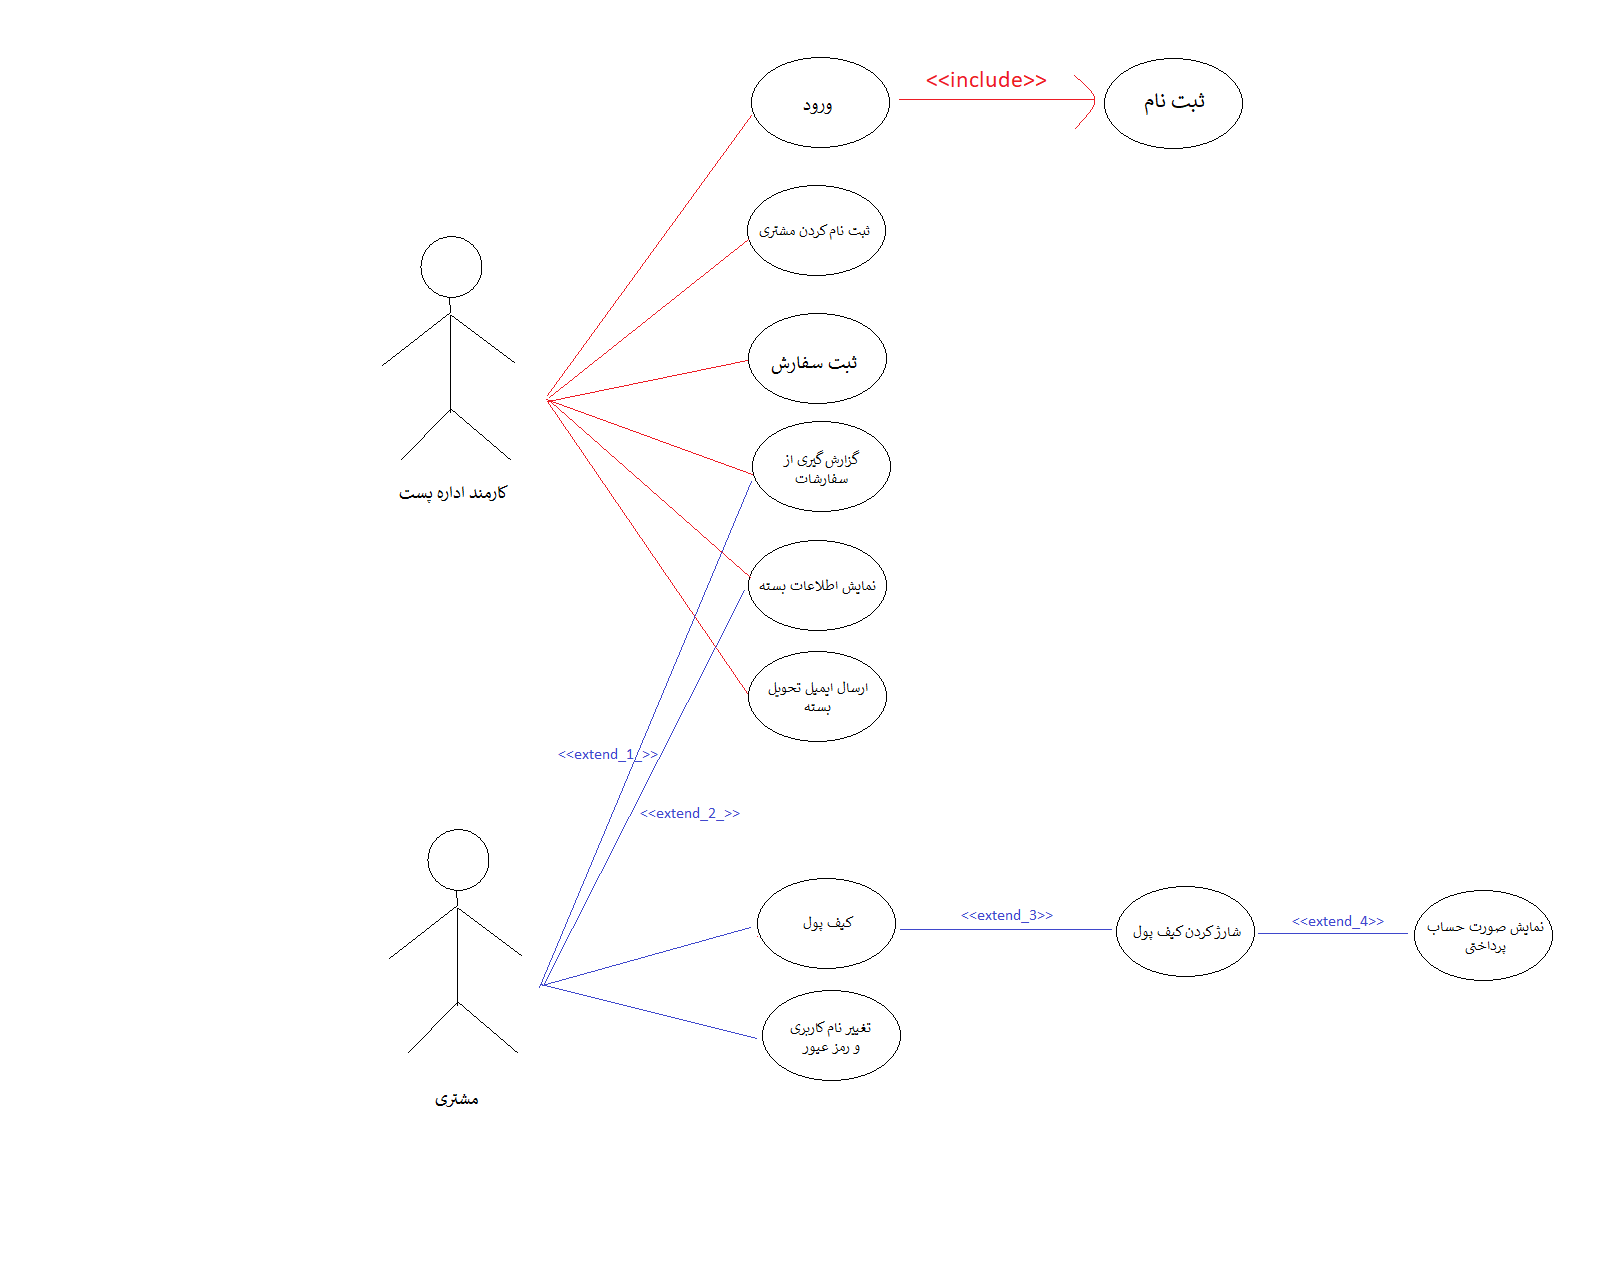 <<include>>
ورود
ثبت نام
ثبت نام کردن مشتری
ثبت سفارش
گزارش گیری از
سفارشات
کارمند اداره پست
نمایش اطلاعات بسته
ارسال ایمیل تحویل
بسته
<<extend_1_>>
<<extend_2_>>
کیف پول
<<extend_3>>
شارژ کردن کیف پول
<<extend_4>>
نمایش صورت حساب
پرداختی
تغییر نام کاربری
و رمز عیور
مشتری